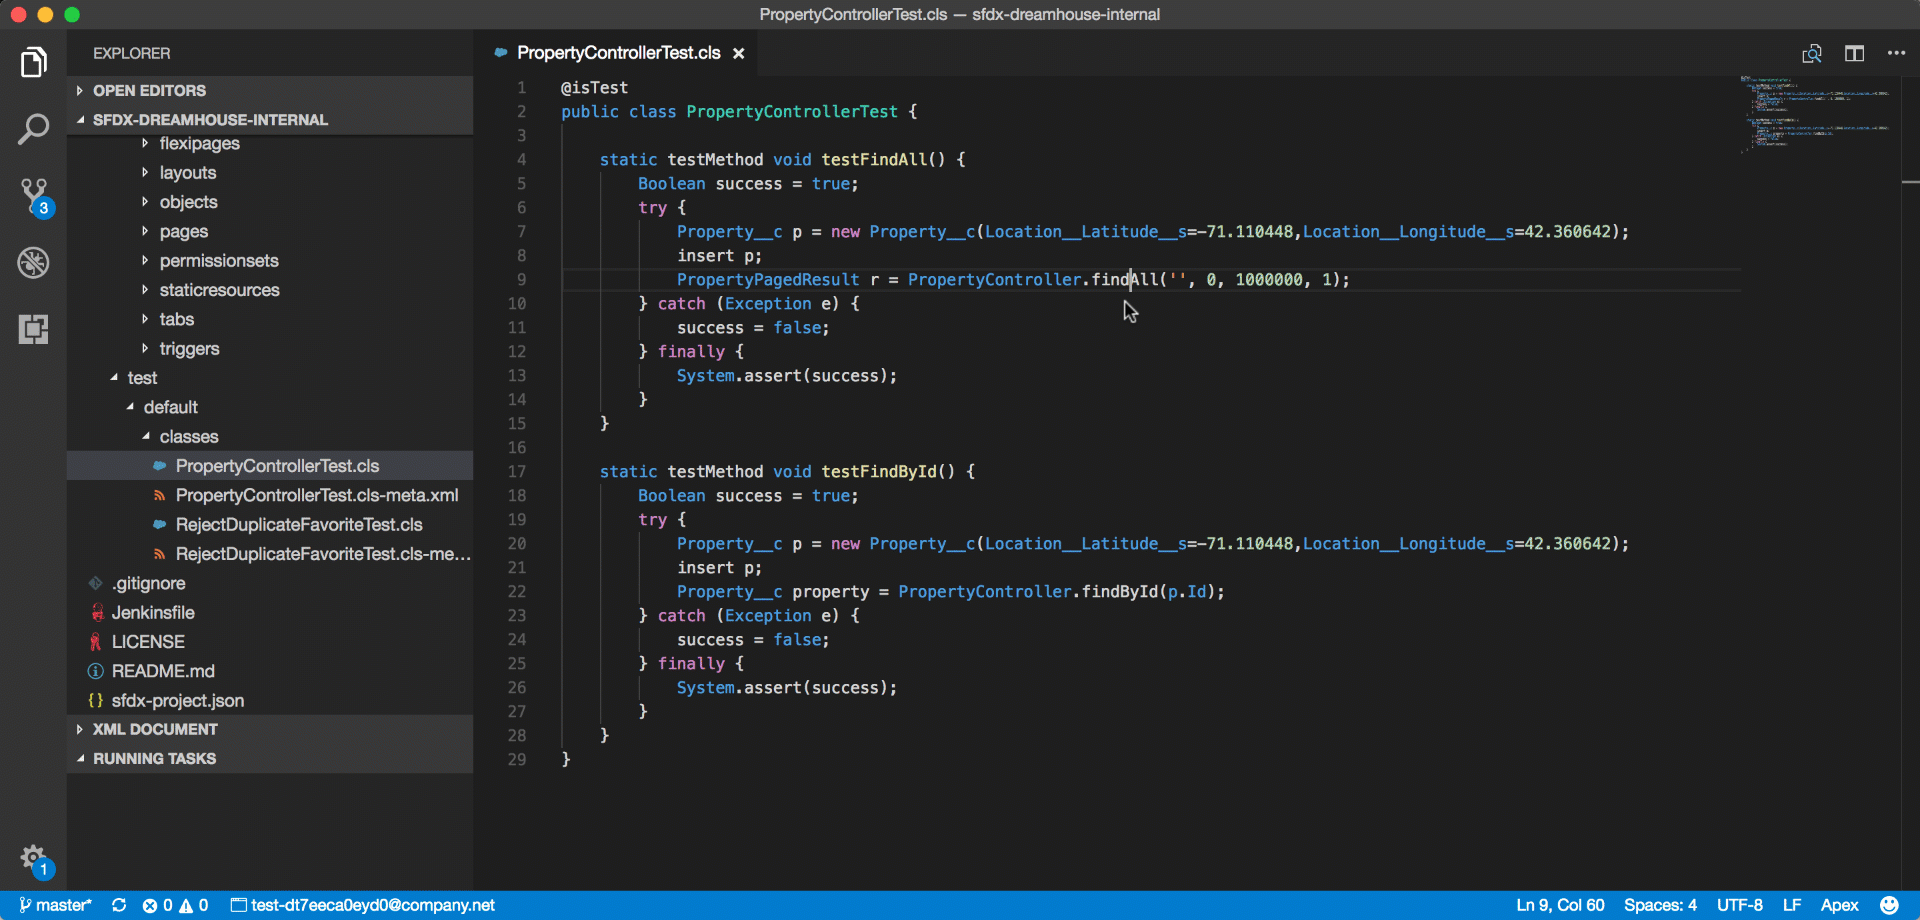 PropertyControllerTest.cls — sfdx-dreamhouse-internal
EXPLORER
OPEN EDITORS
SFDX-DREAMHOUSE-INTERNAL
flexipages
layouts
objects
pages
permissionsets
staticresources
tabs
triggers
test
default
classes
PropertyControllerTest.cls
PropertyControllerTest.cls-meta.xml
RejectDuplicateFavoriteTest.cls
RejectDuplicateFavoriteTest.cls-me...
.gitignore
Jenkinsfile
LICENSE
README.md
sfdx-project.json
XML DOCUMENT
RUNNING TASKS
3
1
PropertyControllerTest.cls
1 @isTest
2 public class PropertyControllerTest {
3
4 static testMethod void testFindAll() {
5 Boolean success = true;
6 try {
7 Property__c p = new Property__c(Location__Latitude__s=-71.110448,Location__Longitude__s=42.360642);
8 insert p;
9 PropertyPagedResult r = PropertyController.findAll('', 0, 1000000, 1);
10 } catch (Exception e) {
11 success = false;
12 } finally {
13 System.assert(success);
14 }
15 }
16
17 static testMethod void testFindById() {
18 Boolean success = true;
19 try {
20 Property__c p = new Property__c(Location__Latitude__s=-71.110448,Location__Longitude__s=42.360642);
21 insert p;
22 Property__c property = PropertyController.findById(p.Id);
23 } catch (Exception e) {
24 success = false;
25 } finally {
26 System.assert(success);
27 }
28 }
29 }
master* 0 0 test-dt7eeca0eyd0@company.net Ln 9, Col 60 Spaces: 4 UTF-8 LF Apex